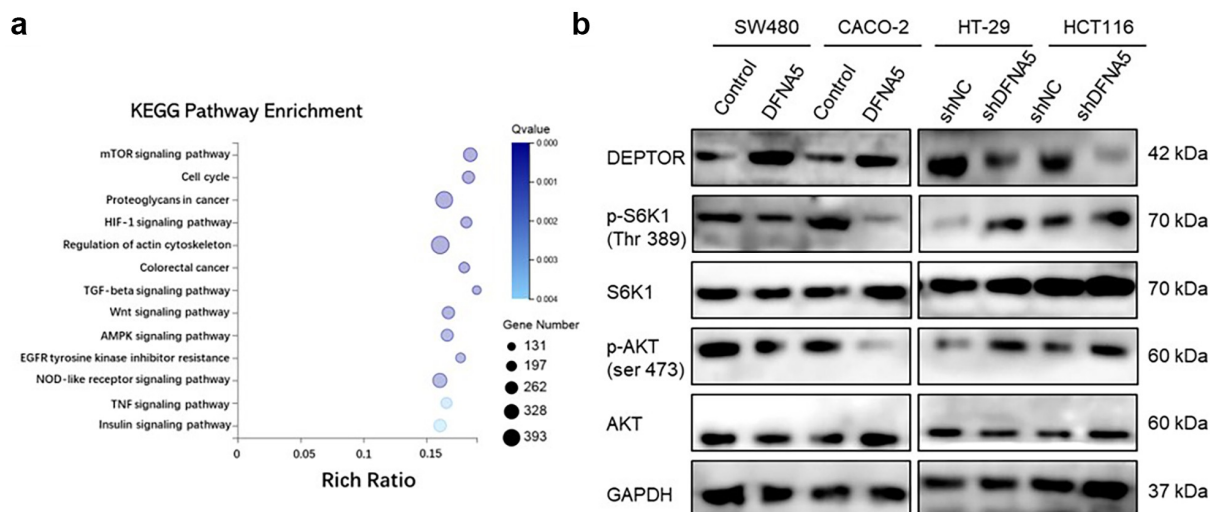 a
KEGG Pathway Enrichment
mTOR signaling pathway
Cell cycle
Proteoglycans in cancer
HIF-1 signaling pathway
Regulation of actin cytoskeleton
Colorectal cancer
TGF-beta signaling pathway
Wnt signaling pathway
AMPK signaling pathway
EGFR tyrosine kinase inhibitor resistance
NOD-like receptor signaling pathway
TNF signaling pathway
Insulin signaling pathway
0 0.05 0.1 0.15
Rich Ratio
Qvalue
0.000
0.001
0.002
0.003
0.004
Gene Number
131
197
262
328
393
b
SW480 CACO-2 HT-29 HCT116
Control DFNA5 Control DFNA5 shNC shDFNA5 shNC shDFNA5
DEPTOR 42 kDa
p-S6K1 70 kDa
(Thr 389)
S6K1 70 kDa
p-AKT 60 kDa
(ser 473)
AKT 60 kDa
GAPDH 37 kDa